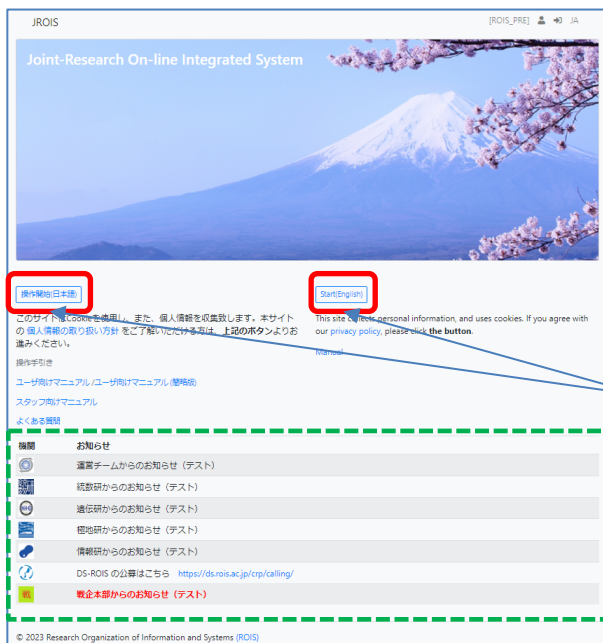 JROIS
[ROIS_PRE] JA
Joint-Research On-line Integrated System
操作開始(日本語)
このサイトはCookieを使用し、また、個人情報を収集致します。本サイト
の 個人情報の取り扱い方針 をご了解いただける方は、上記のボタンよりお
進みください。
操作手引き
ユーザ向けマニュアル /ユーザ向けマニュアル (簡略版)
スタッフ向けマニュアル
よくある質問
Start(English)
This site collects personal information, and uses cookies. If you agree with
our privacy policy, please click the button.
Manual
機関 お知らせ
運営チームからのお知らせ（テスト）
統数研からのお知らせ（テスト）
遺伝研からのお知らせ（テスト）
極地研からのお知らせ（テスト）
情報研からのお知らせ（テスト）
DS-ROIS の公募はこちら https://ds.rois.ac.jp/crp/calling/
戦 戦企本部からのお知らせ（テスト）
© 2023 Research Organization of Information and Systems (ROIS)